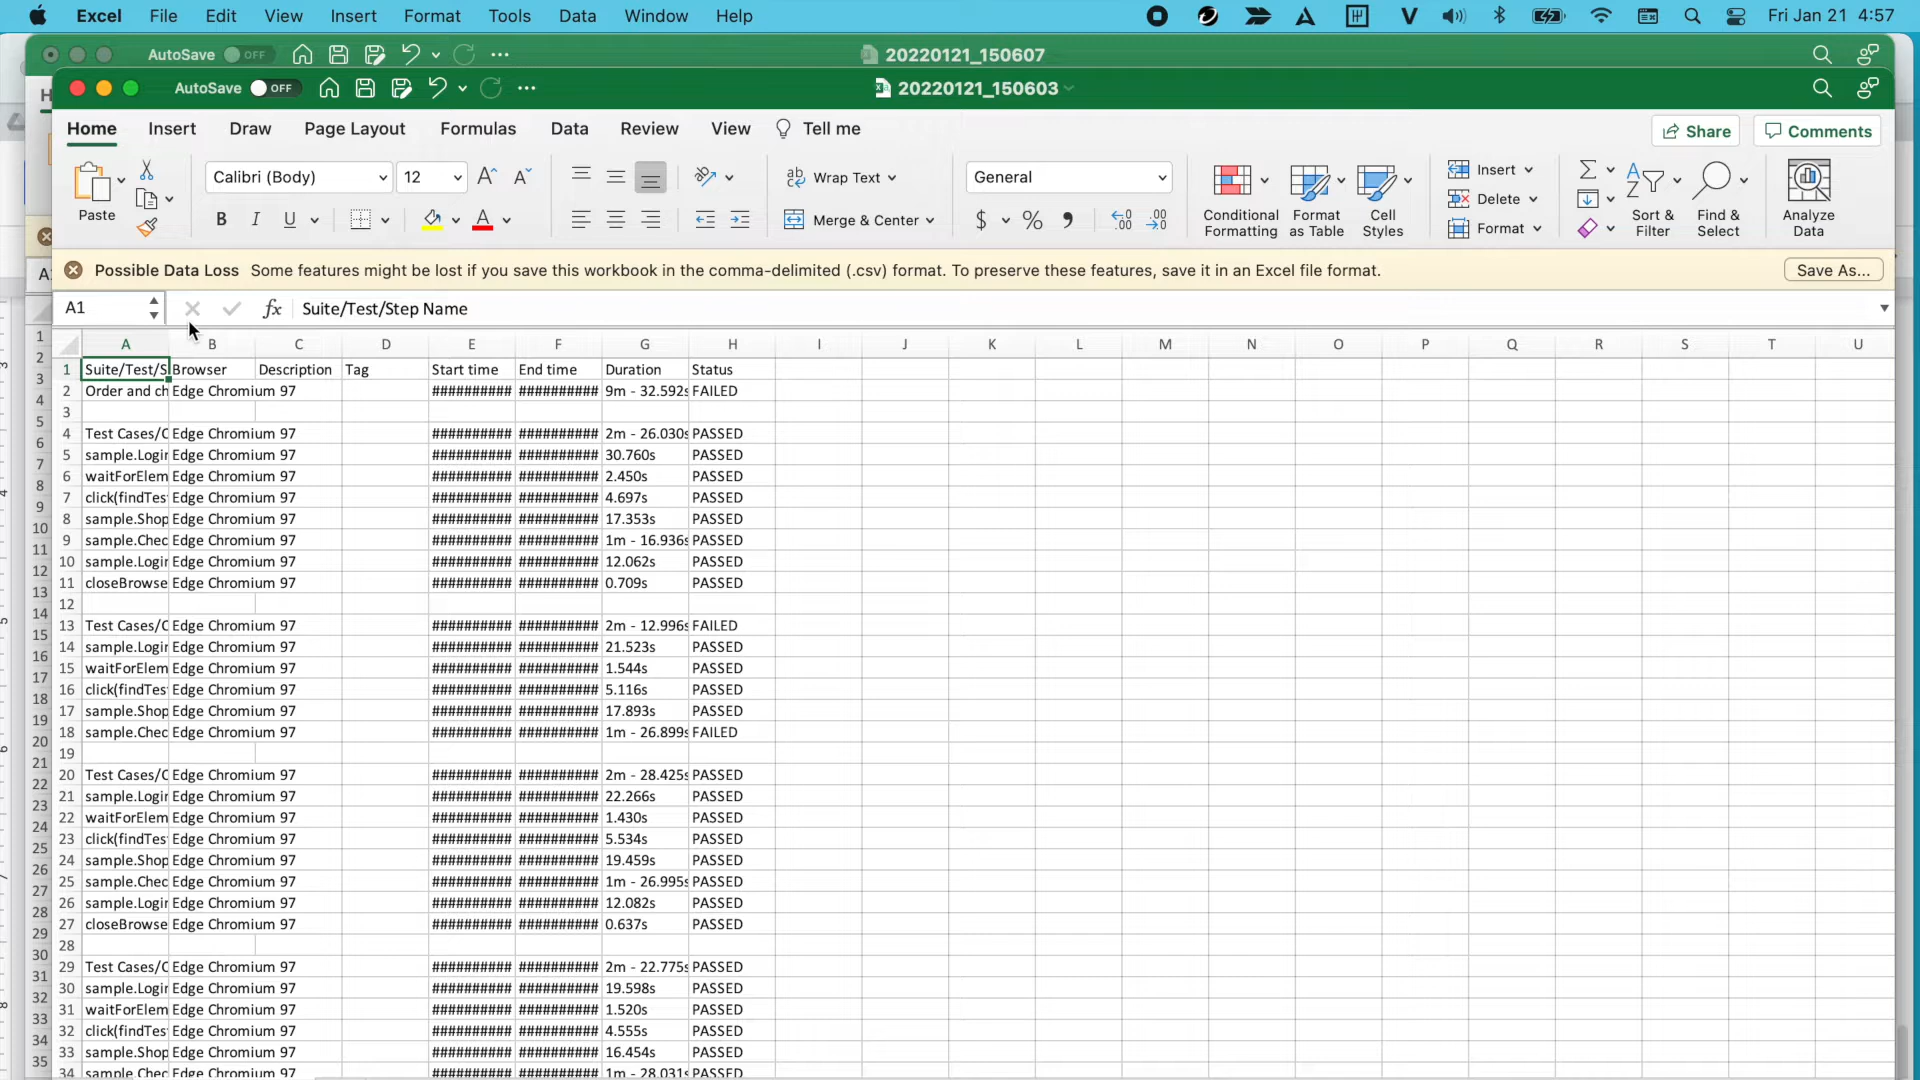 Excel File Edit View Insert Format Tools Data Window Help Fri Jan 21 4:57
AutoSave OFF 20220121_150607
AutoSave OFF 20220121_150603
Home Insert Draw Page Layout Formulas Data Review View Tell me Share Comments
Calibri (Body) 12 Wrap Text General Insert
Delete
Paste B I U Merge & Center $ % Conditional Formatting Format as Table Cell Styles Format Sort & Filter Find & Select Analyze Data
Possible Data Loss Some features might be lost if you save this workbook in the comma-delimited (.csv) format. To preserve these features, save it in an Excel file format. Save As...
A1 fx Suite/Test/Step Name
A B C D E F G H I J K L M N O P Q R S T U
1 Suite/Test/S Browser Description Tag Start time End time Duration Status
2 Order and ch Edge Chromium 97 ########## ########## 9m - 32.592s FAILED
3
4 Test Cases/C Edge Chromium 97 ########## ########## 2m - 26.030s PASSED
5 sample.Login Edge Chromium 97 ########## ########## 30.760s PASSED
6 waitForElem Edge Chromium 97 ########## ########## 2.450s PASSED
7 click(findTes Edge Chromium 97 ########## ########## 4.697s PASSED
8 sample.Shop Edge Chromium 97 ########## ########## 17.353s PASSED
9 sample.Chec Edge Chromium 97 ########## ########## 1m - 16.936s PASSED
10 sample.Login Edge Chromium 97 ########## ########## 12.062s PASSED
11 closeBrowse Edge Chromium 97 ########## ########## 0.709s PASSED
12
13 Test Cases/C Edge Chromium 97 ########## ########## 2m - 12.996s FAILED
14 sample.Login Edge Chromium 97 ########## ########## 21.523s PASSED
15 waitForElem Edge Chromium 97 ########## ########## 1.544s PASSED
16 click(findTes Edge Chromium 97 ########## ########## 5.116s PASSED
17 sample.Shop Edge Chromium 97 ########## ########## 17.893s PASSED
18 sample.Chec Edge Chromium 97 ########## ########## 1m - 26.899s FAILED
19
20 Test Cases/C Edge Chromium 97 ########## ########## 2m - 28.425s PASSED
21 sample.Login Edge Chromium 97 ########## ########## 22.266s PASSED
22 waitForElem Edge Chromium 97 ########## ########## 1.430s PASSED
23 click(findTes Edge Chromium 97 ########## ########## 5.534s PASSED
24 sample.Shop Edge Chromium 97 ########## ########## 19.459s PASSED
25 sample.Chec Edge Chromium 97 ########## ########## 1m - 26.995s PASSED
26 sample.Login Edge Chromium 97 ########## ########## 12.082s PASSED
27 closeBrowse Edge Chromium 97 ########## ########## 0.637s PASSED
28
29 Test Cases/C Edge Chromium 97 ########## ########## 2m - 22.775s PASSED
30 sample.Login Edge Chromium 97 ########## ########## 19.598s PASSED
31 waitForElem Edge Chromium 97 ########## ########## 1.520s PASSED
32 click(findTes Edge Chromium 97 ########## ########## 4.555s PASSED
33 sample.Shop Edge Chromium 97 ########## ########## 16.454s PASSED
34 sample.Chec Edge Chromium 97 ########## ########## 1m - 28.031s PASSED